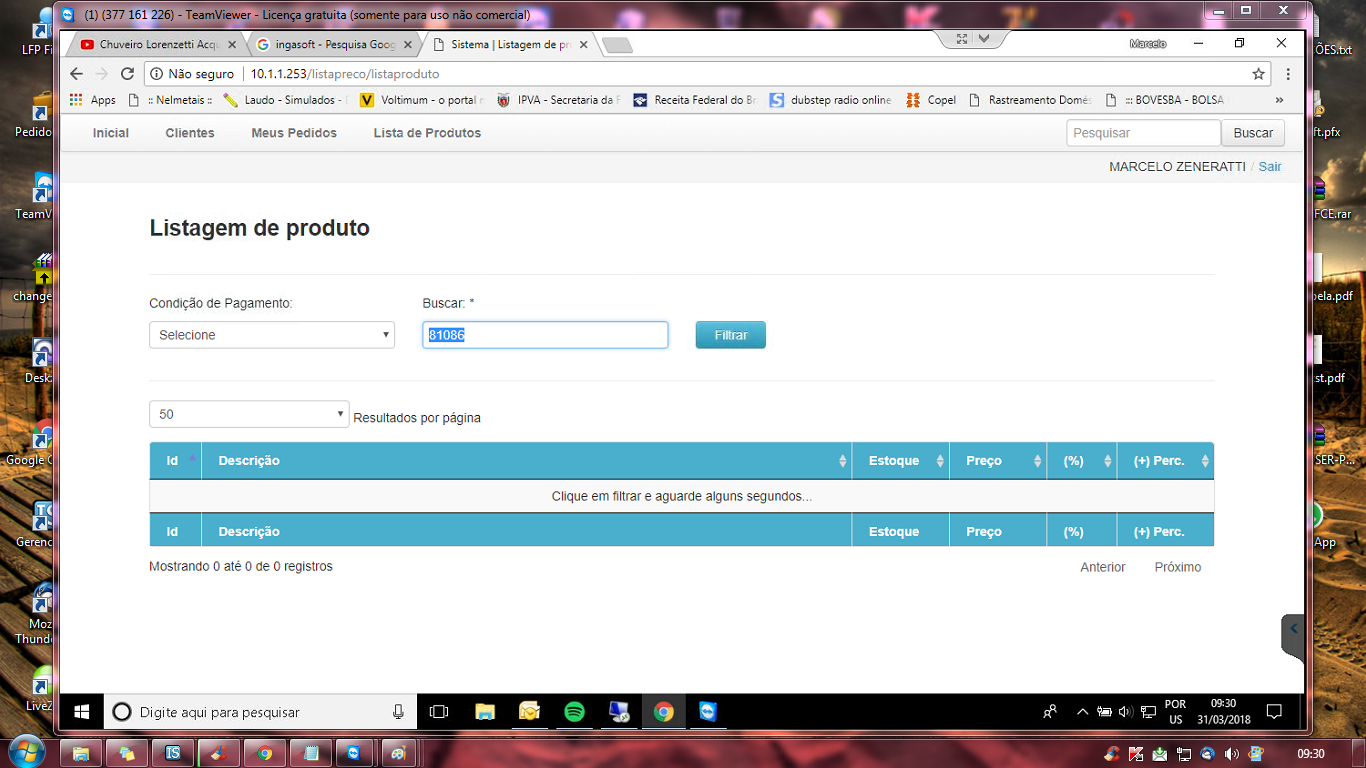 (1) (377 161 226) - TeamViewer - Licença gratuita (somente para uso não comercial)
LFP Fi
Pedido
TeamV
change
Desk
Google C
Gerenc
Moz
Thund
LiveZ
ÕES.txt
ft.pfx
FCE.rar
pela.pdf
st.pdf
SER-P...
App
Chuveiro Lorenzetti Acqu
ingasoft - Pesquisa Goog
Sistema | Listagem de pr
Marcelo
Não seguro
10.1.1.253/listapreco/listaproduto
Apps
:: Nelmetais ::
Laudo - Simulados -
Voltimum - o portal
IPVA - Secretaria da F
Receita Federal do Br
dubstep radio online
Copel
Rastreamento Domé
::: BOVESBA - BOLSA
»
Inicial
Clientes
Meus Pedidos
Lista de Produtos
Pesquisar
Buscar
MARCELO ZENERATTI / Sair
Listagem de produto
Condição de Pagamento:
Buscar: *
Selecione
81086
Filtrar
50
Resultados por página
Id
Descrição
Estoque
Preço
(%)
(+) Perc.
Clique em filtrar e aguarde alguns segundos...
Id
Descrição
Estoque
Preço
(%)
(+) Perc.
Mostrando 0 até 0 de 0 registros
Anterior
Próximo
Digite aqui para pesquisar
POR
US
09:30
31/03/2018
09:30